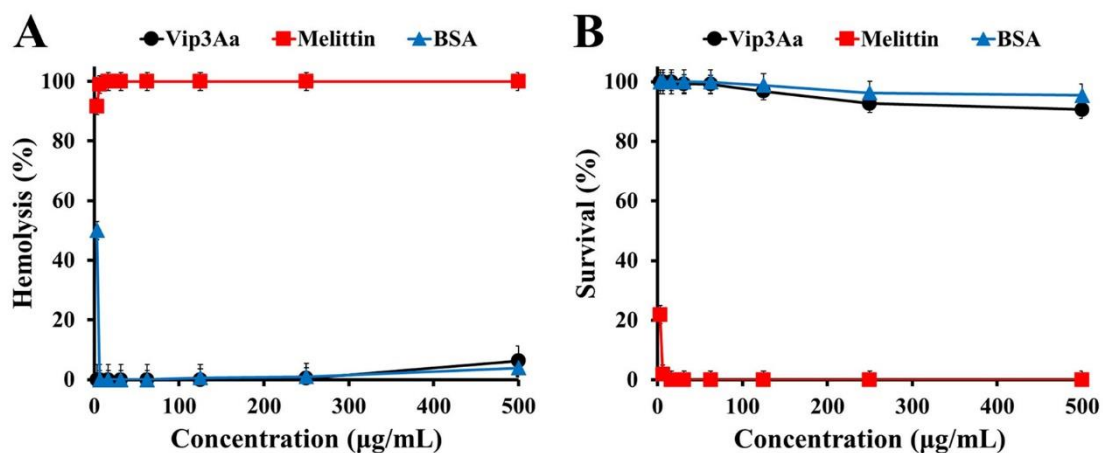 A
Vip3Aa Melittin BSA
100
80
60
40
20
0
Hemolysis (%)
0 100 200 300 400 500
Concentration (µg/mL)
B
Vip3Aa Melittin BSA
100
80
60
40
20
0
Survival (%)
0 100 200 300 400 500
Concentration (µg/mL)